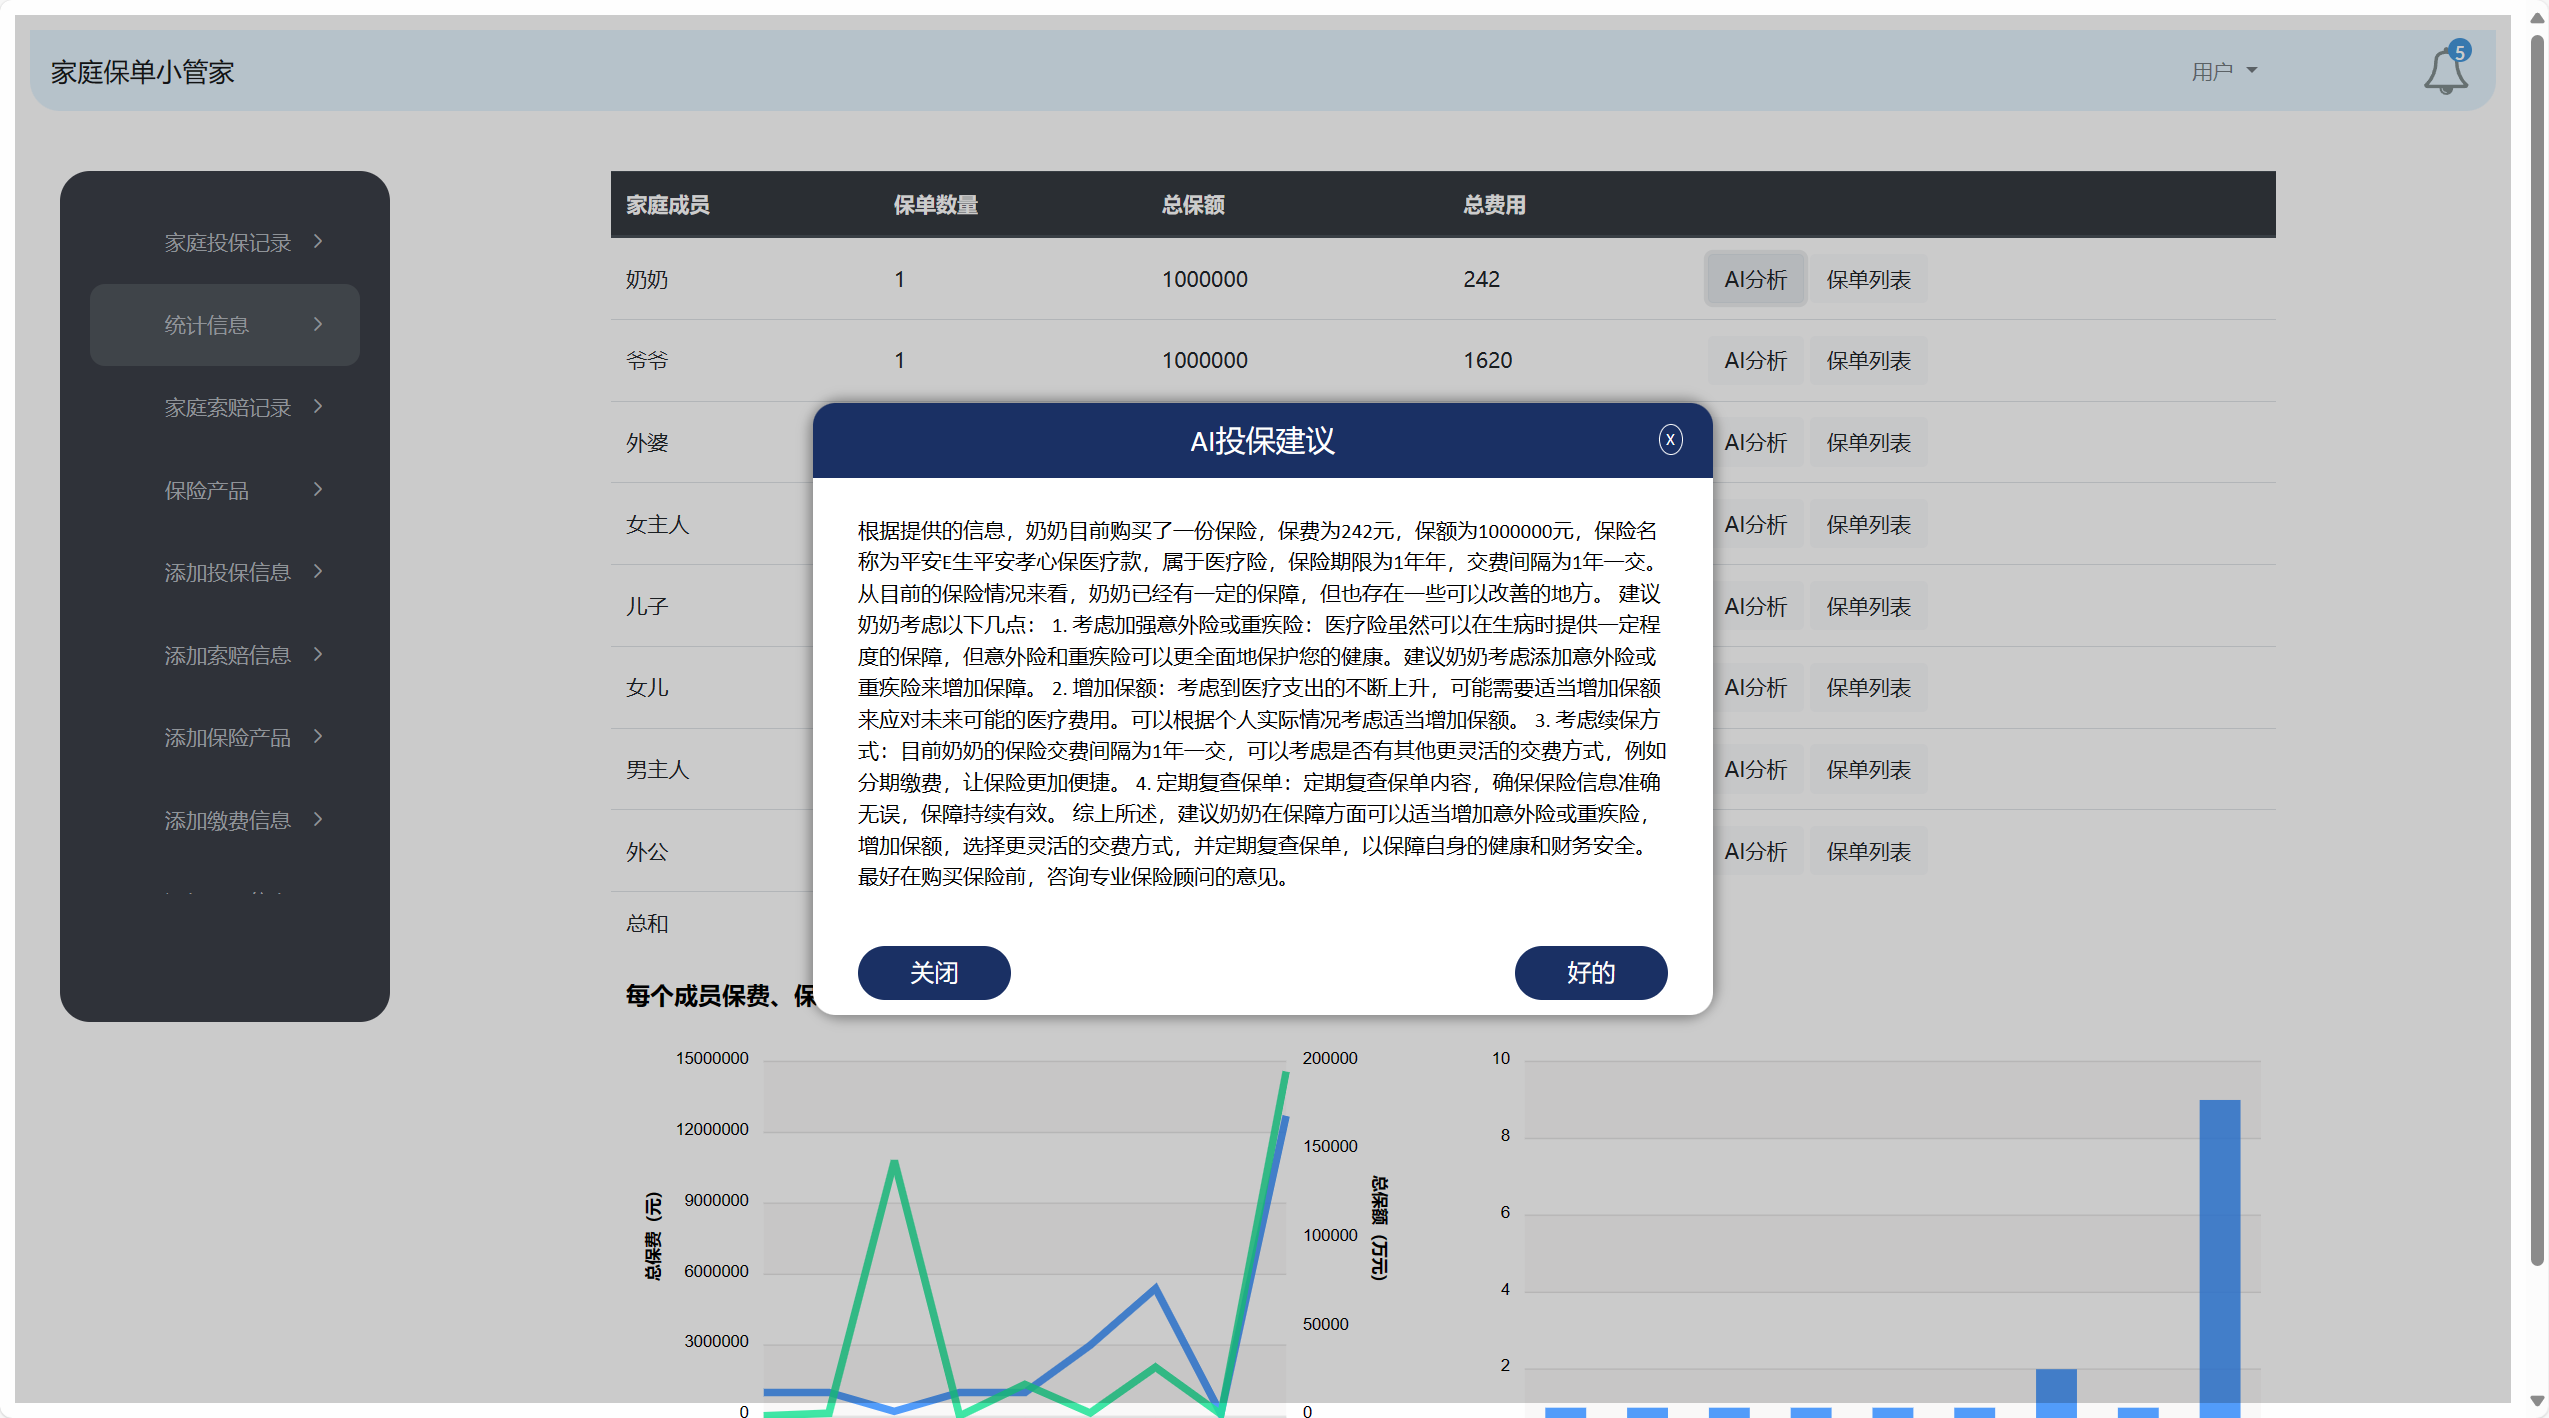 家庭保单小管家
用户
5
家庭投保记录
统计信息
家庭索赔记录
保险产品
添加投保信息
添加索赔信息
添加保险产品
添加缴费信息
家庭成员 保单数量 总保额 总费用
奶奶 1 1000000 242 AI分析 保单列表
爷爷 1 1000000 1620 AI分析 保单列表
外婆 AI分析 保单列表
女主人 AI分析 保单列表
儿子 AI分析 保单列表
女儿 AI分析 保单列表
男主人 AI分析 保单列表
外公 AI分析 保单列表
总和
AI投保建议
X
根据提供的信息，奶奶目前购买了一份保险，保费为242元，保额为1000000元，保险名
称为平安E生平安孝心保医疗款，属于医疗险，保险期限为1年年，交费间隔为1年一交。
从目前的保险情况来看，奶奶已经有一定的保障，但也存在一些可以改善的地方。 建议
奶奶考虑以下几点： 1. 考虑加强意外险或重疾险：医疗险虽然可以在生病时提供一定程
度的保障，但意外险和重疾险可以更全面地保护您的健康。建议奶奶考虑添加意外险或
重疾险来增加保障。 2. 增加保额：考虑到医疗支出的不断上升，可能需要适当增加保额
来应对未来可能的医疗费用。可以根据个人实际情况考虑适当增加保额。 3. 考虑续保方
式：目前奶奶的保险交费间隔为1年一交，可以考虑是否有其他更灵活的交费方式，例如
分期缴费，让保险更加便捷。 4. 定期复查保单：定期复查保单内容，确保保险信息准确
无误，保障持续有效。 综上所述，建议奶奶在保障方面可以适当增加意外险或重疾险，
增加保额，选择更灵活的交费方式，并定期复查保单，以保障自身的健康和财务安全。
最好在购买保险前，咨询专业保险顾问的意见。
关闭
好的
每个成员保费、保
15000000
12000000
9000000
6000000
3000000
0
总保费（元）
200000
150000
100000
50000
0
总保额（万元）
10
8
6
4
2